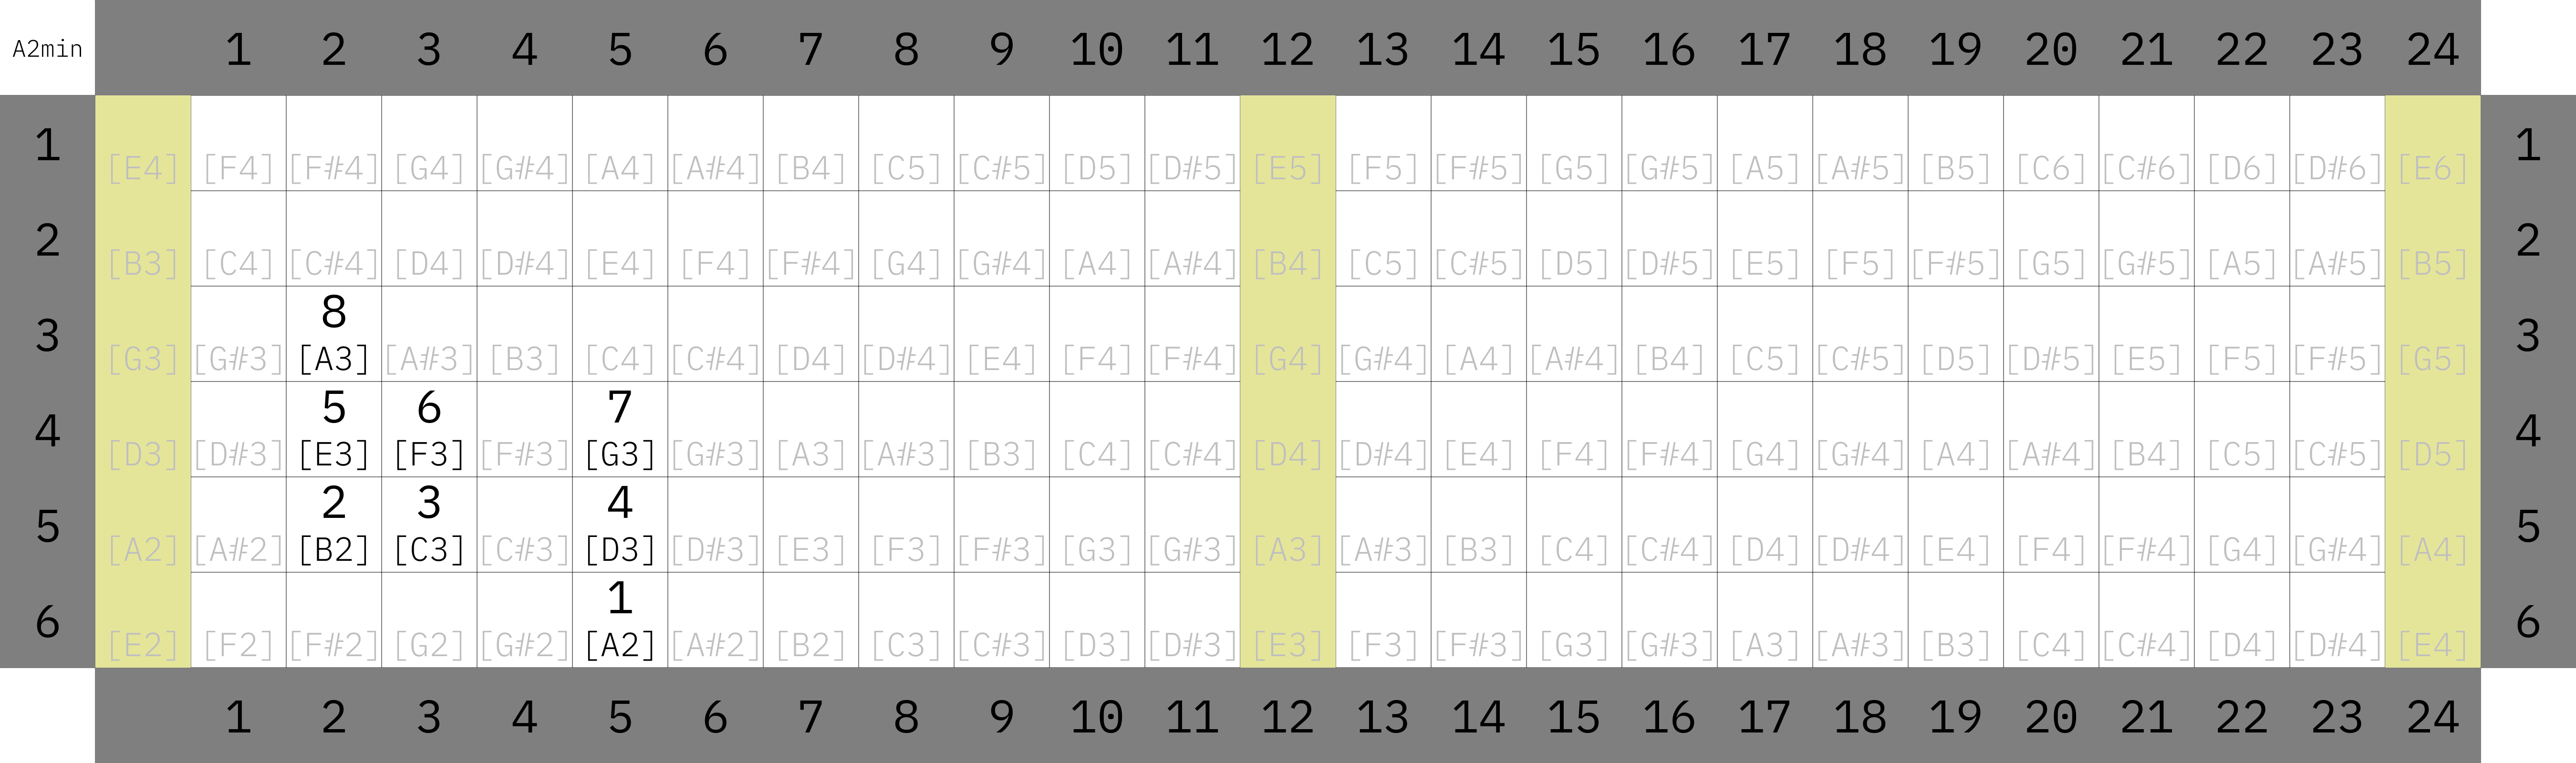 A2min 1 2 3 4 5 6 7 8 9 10 11 12 13 14 15 16 17 18 19 20 21 22 23 24
1 [E4] [F4] [F#4] [G4] [G#4] [A4] [A#4] [B4] [C5] [C#5] [D5] [D#5] [E5] [F5] [F#5] [G5] [G#5] [A5] [A#5] [B5] [C6] [C#6] [D6] [D#6] [E6] 1
2 [B3] [C4] [C#4] [D4] [D#4] [E4] [F4] [F#4] [G4] [G#4] [A4] [A#4] [B4] [C5] [C#5] [D5] [D#5] [E5] [F5] [F#5] [G5] [G#5] [A5] [A#5] [B5] 2
8
3 [G3] [G#3] [A3] [A#3] [B3] [C4] [C#4] [D4] [D#4] [E4] [F4] [F#4] [G4] [G#4] [A4] [A#4] [B4] [C5] [C#5] [D5] [D#5] [E5] [F5] [F#5] [G5] 3
5 6 7
4 [D3] [D#3] [E3] [F3] [F#3] [G3] [G#3] [A3] [A#3] [B3] [C4] [C#4] [D4] [D#4] [E4] [F4] [F#4] [G4] [G#4] [A4] [A#4] [B4] [C5] [C#5] [D5] 4
2 3 4
5 [A2] [A#2] [B2] [C3] [C#3] [D3] [D#3] [E3] [F3] [F#3] [G3] [G#3] [A3] [A#3] [B3] [C4] [C#4] [D4] [D#4] [E4] [F4] [F#4] [G4] [G#4] [A4] 5
1
6 [E2] [F2] [F#2] [G2] [G#2] [A2] [A#2] [B2] [C3] [C#3] [D3] [D#3] [E3] [F3] [F#3] [G3] [G#3] [A3] [A#3] [B3] [C4] [C#4] [D4] [D#4] [E4] 6
1 2 3 4 5 6 7 8 9 10 11 12 13 14 15 16 17 18 19 20 21 22 23 24